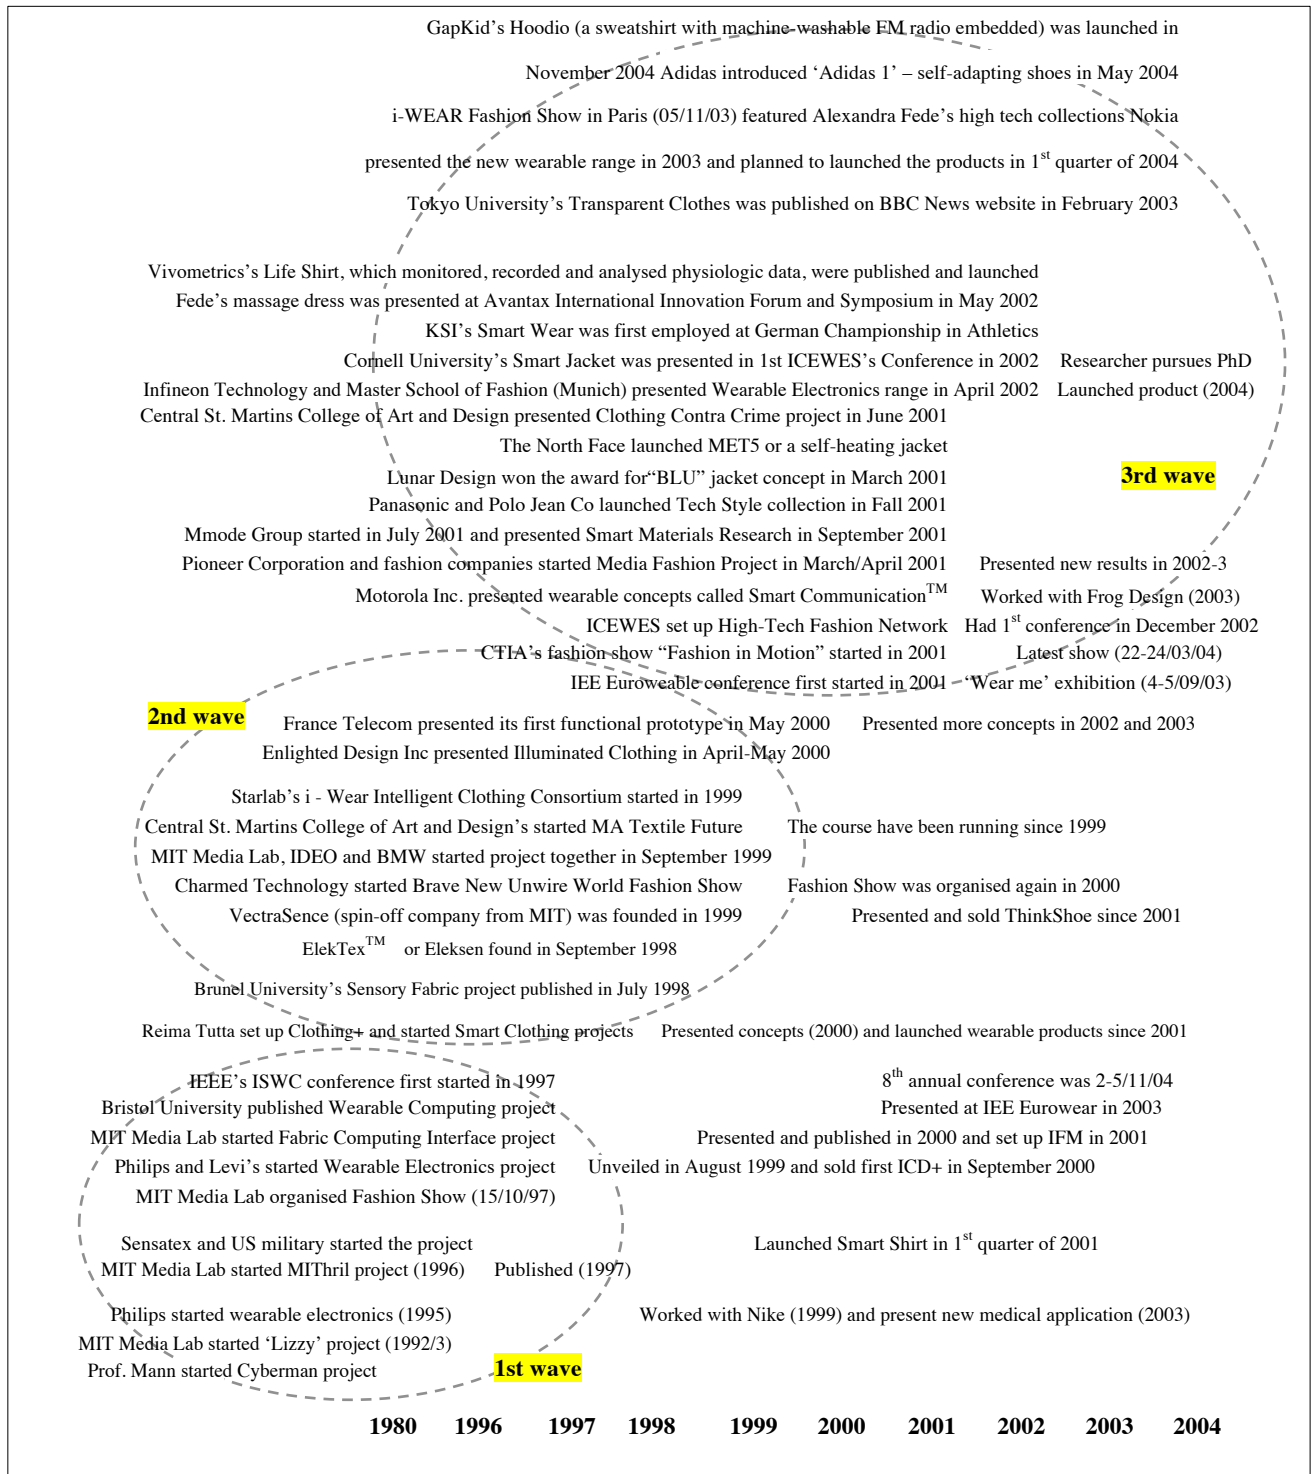 GapKid's Hoodio (a sweatshirt with machine-washable FM radio embedded) was launched in
November 2004 Adidas introduced 'Adidas 1' – self-adapting shoes in May 2004
i-WEAR Fashion Show in Paris (05/11/03) featured Alexandra Fede's high tech collections Nokia
presented the new wearable range in 2003 and planned to launched the products in 1st quarter of 2004
Tokyo University's Transparent Clothes was published on BBC News website in February 2003
Vivometrics's Life Shirt, which monitored, recorded and analysed physiologic data, were published and launched
Fede's massage dress was presented at Avantax International Innovation Forum and Symposium in May 2002
KSI's Smart Wear was first employed at German Championship in Athletics
Cornell University's Smart Jacket was presented in 1st ICEWES's Conference in 2002 Researcher pursues PhD
Infineon Technology and Master School of Fashion (Munich) presented Wearable Electronics range in April 2002 Launched product (2004)
Central St. Martins College of Art and Design presented Clothing Contra Crime project in June 2001
The North Face launched MET5 or a self-heating jacket
Lunar Design won the award for"BLU" jacket concept in March 2001
3rd wave
Panasonic and Polo Jean Co launched Tech Style collection in Fall 2001
Mmode Group started in July 2001 and presented Smart Materials Research in September 2001
Pioneer Corporation and fashion companies started Media Fashion Project in March/April 2001 Presented new results in 2002-3
Motorola Inc. presented wearable concepts called Smart Communication™ Worked with Frog Design (2003)
ICEWES set up High-Tech Fashion Network Had 1st conference in December 2002
CTIA's fashion show "Fashion in Motion" started in 2001 Latest show (22-24/03/04)
IEE Euroweable conference first started in 2001 'Wear me' exhibition (4-5/09/03)
2nd wave
France Telecom presented its first functional prototype in May 2000 Presented more concepts in 2002 and 2003
Enlighted Design Inc presented Illuminated Clothing in April-May 2000
Starlab's i - Wear Intelligent Clothing Consortium started in 1999
Central St. Martins College of Art and Design's started MA Textile Future The course have been running since 1999
MIT Media Lab, IDEO and BMW started project together in September 1999
Charmed Technology started Brave New Unwire World Fashion Show Fashion Show was organised again in 2000
VectraSence (spin-off company from MIT) was founded in 1999 Presented and sold ThinkShoe since 2001
ElekTex™ or Eleksen found in September 1998
Brunel University's Sensory Fabric project published in July 1998
Reima Tutta set up Clothing+ and started Smart Clothing projects Presented concepts (2000) and launched wearable products since 2001
IEEE's ISWC conference first started in 1997 8th annual conference was 2-5/11/04
Bristol University published Wearable Computing project Presented at IEE Eurowear in 2003
MIT Media Lab started Fabric Computing Interface project Presented and published in 2000 and set up IFM in 2001
Philips and Levi's started Wearable Electronics project Unveiled in August 1999 and sold first ICD+ in September 2000
MIT Media Lab organised Fashion Show (15/10/97)
Sensatex and US military started the project Launched Smart Shirt in 1st quarter of 2001
MIT Media Lab started MIThril project (1996) Published (1997)
Philips started wearable electronics (1995) Worked with Nike (1999) and present new medical application (2003)
MIT Media Lab started 'Lizzy' project (1992/3)
Prof. Mann started Cyberman project 1st wave
1980 1996 1997 1998 1999 2000 2001 2002 2003 2004